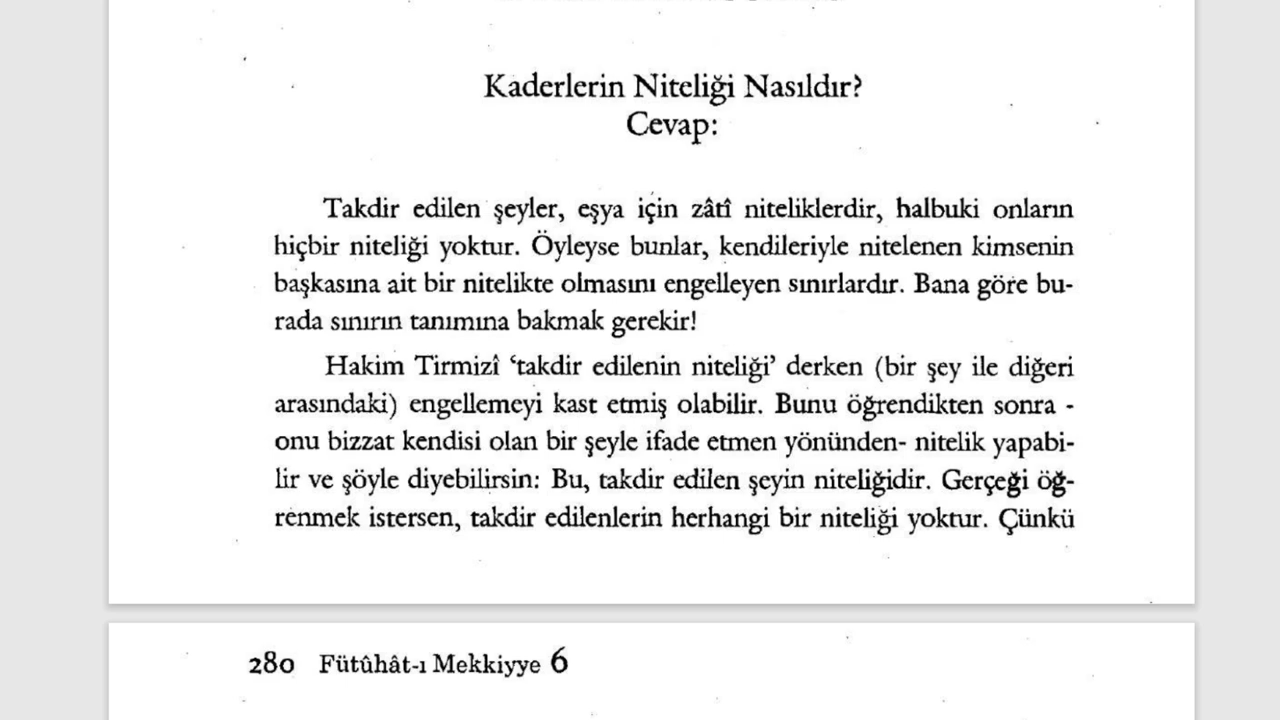 Kaderlerin Niteliği Nasıldır?
Cevap:
Takdir edilen şeyler, eşya için zâtî niteliklerdir, halbuki onların
hiçbir niteliği yoktur. Öyleyse bunlar, kendileriyle nitelenen kimsenin
başkasına ait bir nitelikte olmasını engelleyen sınırlardır. Bana göre bu-
rada sınırın tanımına bakmak gerekir!
Hakim Tirmizî ‘takdir edilenin niteliği’ derken (bir şey ile diğeri
arasındaki) engellemeyi kast etmiş olabilir. Bunu öğrendikten sonra -
onu bizzat kendisi olan bir şeyle ifade etmen yönünden- nitelik yapabi-
lir ve şöyle diyebilirsin: Bu, takdir edilen şeyin niteliğidir. Gerçeği öğ-
renmek istersen, takdir edilenlerin herhangi bir niteliği yoktur. Çünkü
280 Fütûhât-ı Mekkiyye 6